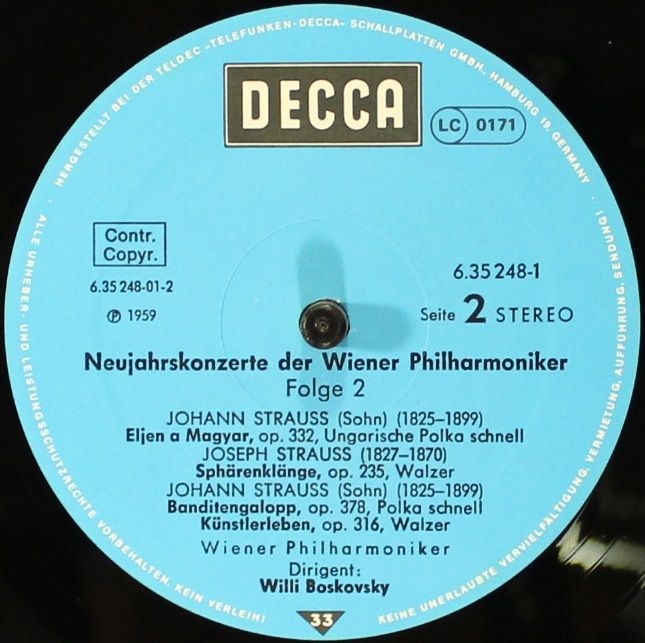 HERGESTELLT BEI DER TELDEC »TELEFUNKEN-DECCA« SCHALLPLATTEN GMBH., HAMBURG 19, GERMANY
DECCA
LC 0171
Contr.
Copyr.
6.35 248-01-2
℗ 1959
6.35 248-1
Seite 2 STEREO
Neujahrskonzerte der Wiener Philharmoniker
Folge 2
JOHANN STRAUSS (Sohn) (1825–1899)
Eljen a Magyar, op. 332, Ungarische Polka schnell
JOSEPH STRAUSS (1827–1870)
Sphärenklänge, op. 235, Walzer
JOHANN STRAUSS (Sohn) (1825–1899)
Banditengalopp, op. 378, Polka schnell
Künstlerleben, op. 316, Walzer
Wiener Philharmoniker
Dirigent:
Willi Boskovsky
33
ALLE URHEBER- UND LEISTUNGSSCHUTZRECHTE VORBEHALTEN. KEIN VERLEIH!
KEINE UNERLAUBTE VERVIELFÄLTIGUNG, VERMIETUNG, AUFFÜHRUNG, SENDUNG!